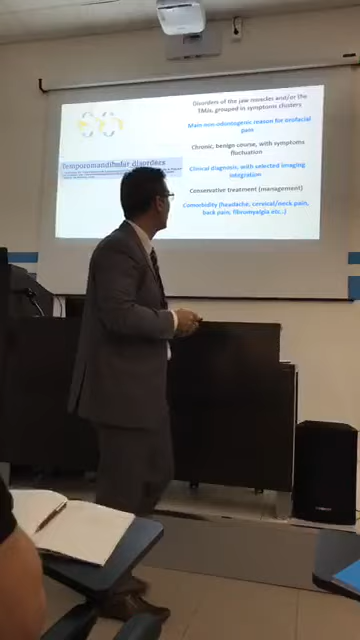 Disorders of the jaw muscles and/or the
TMJs, grouped in symptoms clusters
Main non-odontogenic reason for orofacial
pain
Chronic, benign course, with symptoms
fluctuation
Temporomandibular disorders
Clinical diagnosis, with selected imaging
integration
Conservative treatment (management)
Comorbidity (headache, cervical/neck pain,
back pain, fibromyalgia etc..)